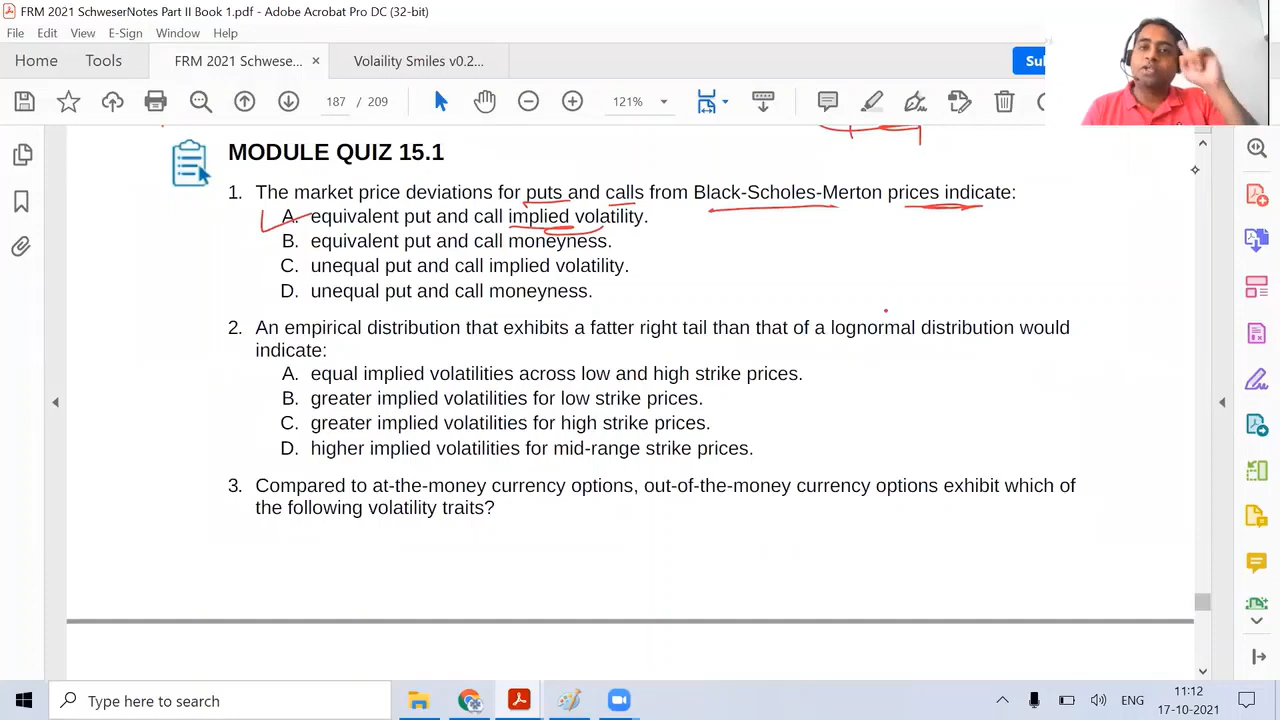 FRM 2021 SchweserNotes Part II Book 1.pdf - Adobe Acrobat Pro DC (32-bit)
File Edit View E-Sign Window Help
Home Tools FRM 2021 Schwese... × Volaility Smiles v0.2... Su
187 / 209 121%
MODULE QUIZ 15.1
1. The market price deviations for puts and calls from Black-Scholes-Merton prices indicate:
A. equivalent put and call implied volatility.
B. equivalent put and call moneyness.
C. unequal put and call implied volatility.
D. unequal put and call moneyness.
2. An empirical distribution that exhibits a fatter right tail than that of a lognormal distribution would
indicate:
A. equal implied volatilities across low and high strike prices.
B. greater implied volatilities for low strike prices.
C. greater implied volatilities for high strike prices.
D. higher implied volatilities for mid-range strike prices.
3. Compared to at-the-money currency options, out-of-the-money currency options exhibit which of
the following volatility traits?
Type here to search ENG 11:12
17-10-2021